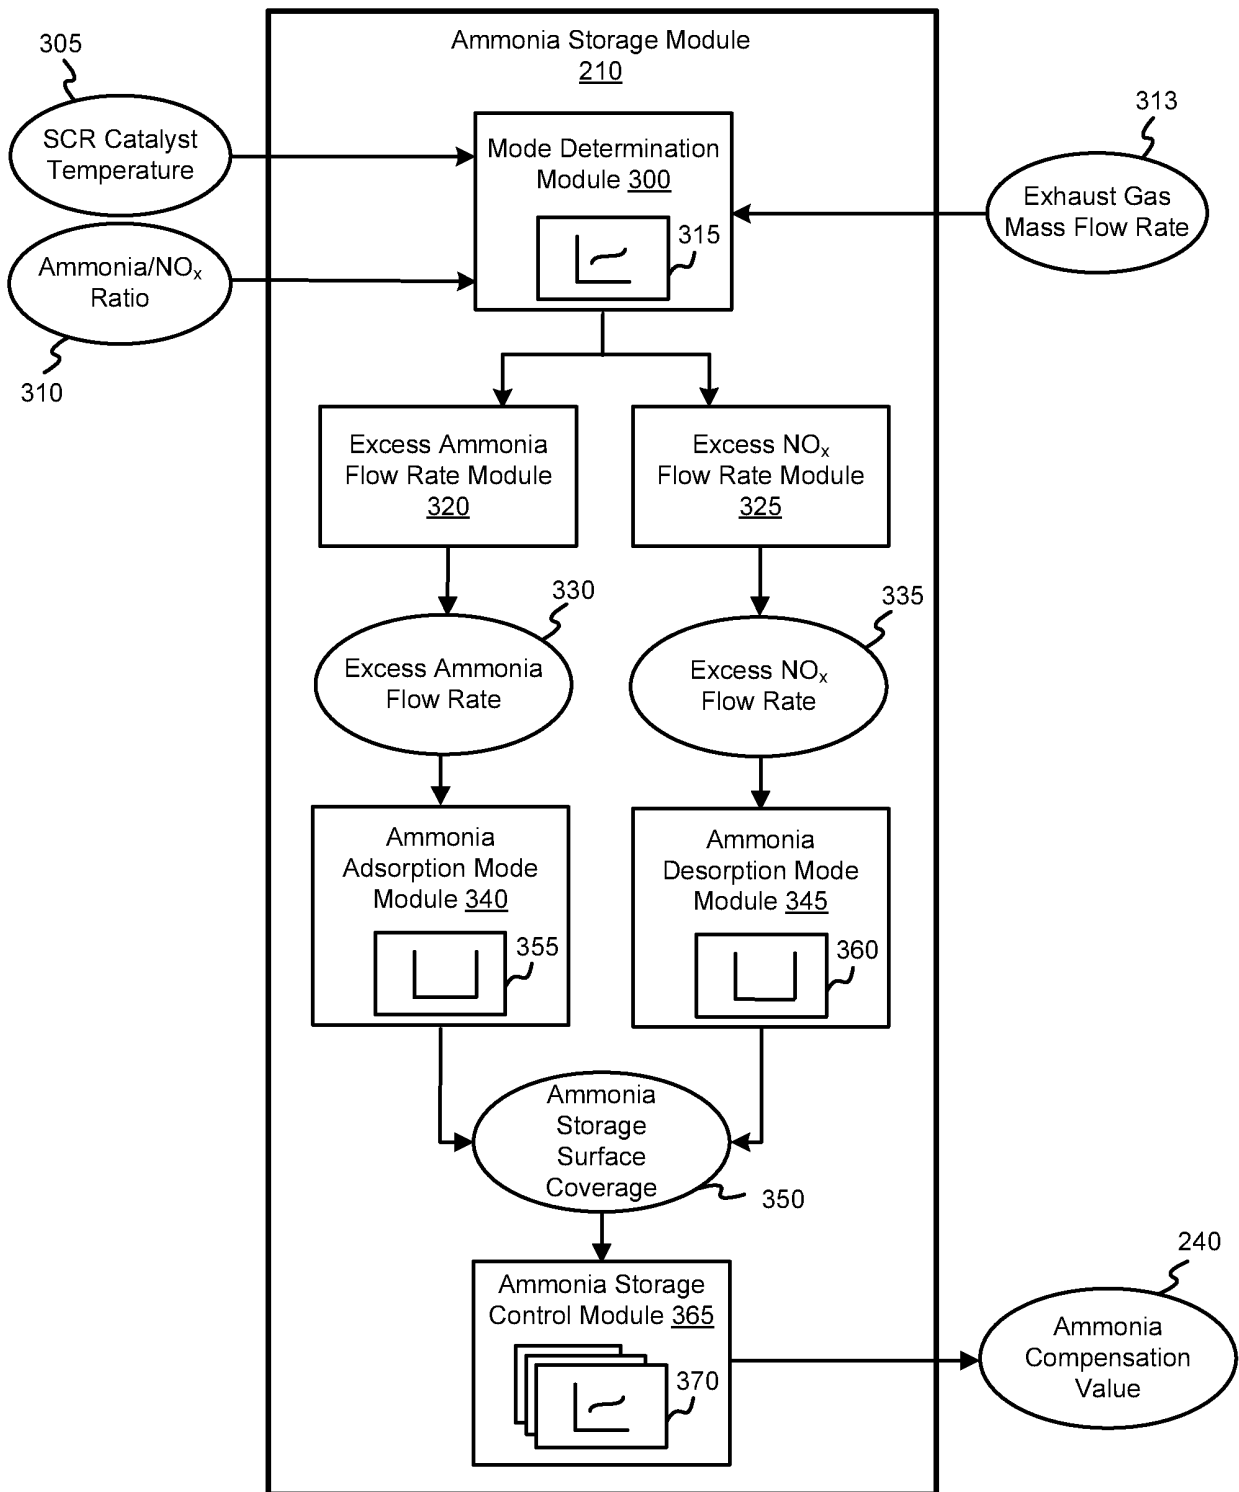 Ammonia Storage Module
210
305
SCR Catalyst
Temperature
Ammonia/NOx
Ratio
310
Mode Determination
Module 300
315
313
Exhaust Gas
Mass Flow Rate
Excess Ammonia
Flow Rate Module
320
Excess NOx
Flow Rate Module
325
330
Excess Ammonia
Flow Rate
335
Excess NOx
Flow Rate
Ammonia
Adsorption Mode
Module 340
355
Ammonia
Desorption Mode
Module 345
360
Ammonia
Storage
Surface
Coverage
350
Ammonia Storage
Control Module 365
370
240
Ammonia
Compensation
Value